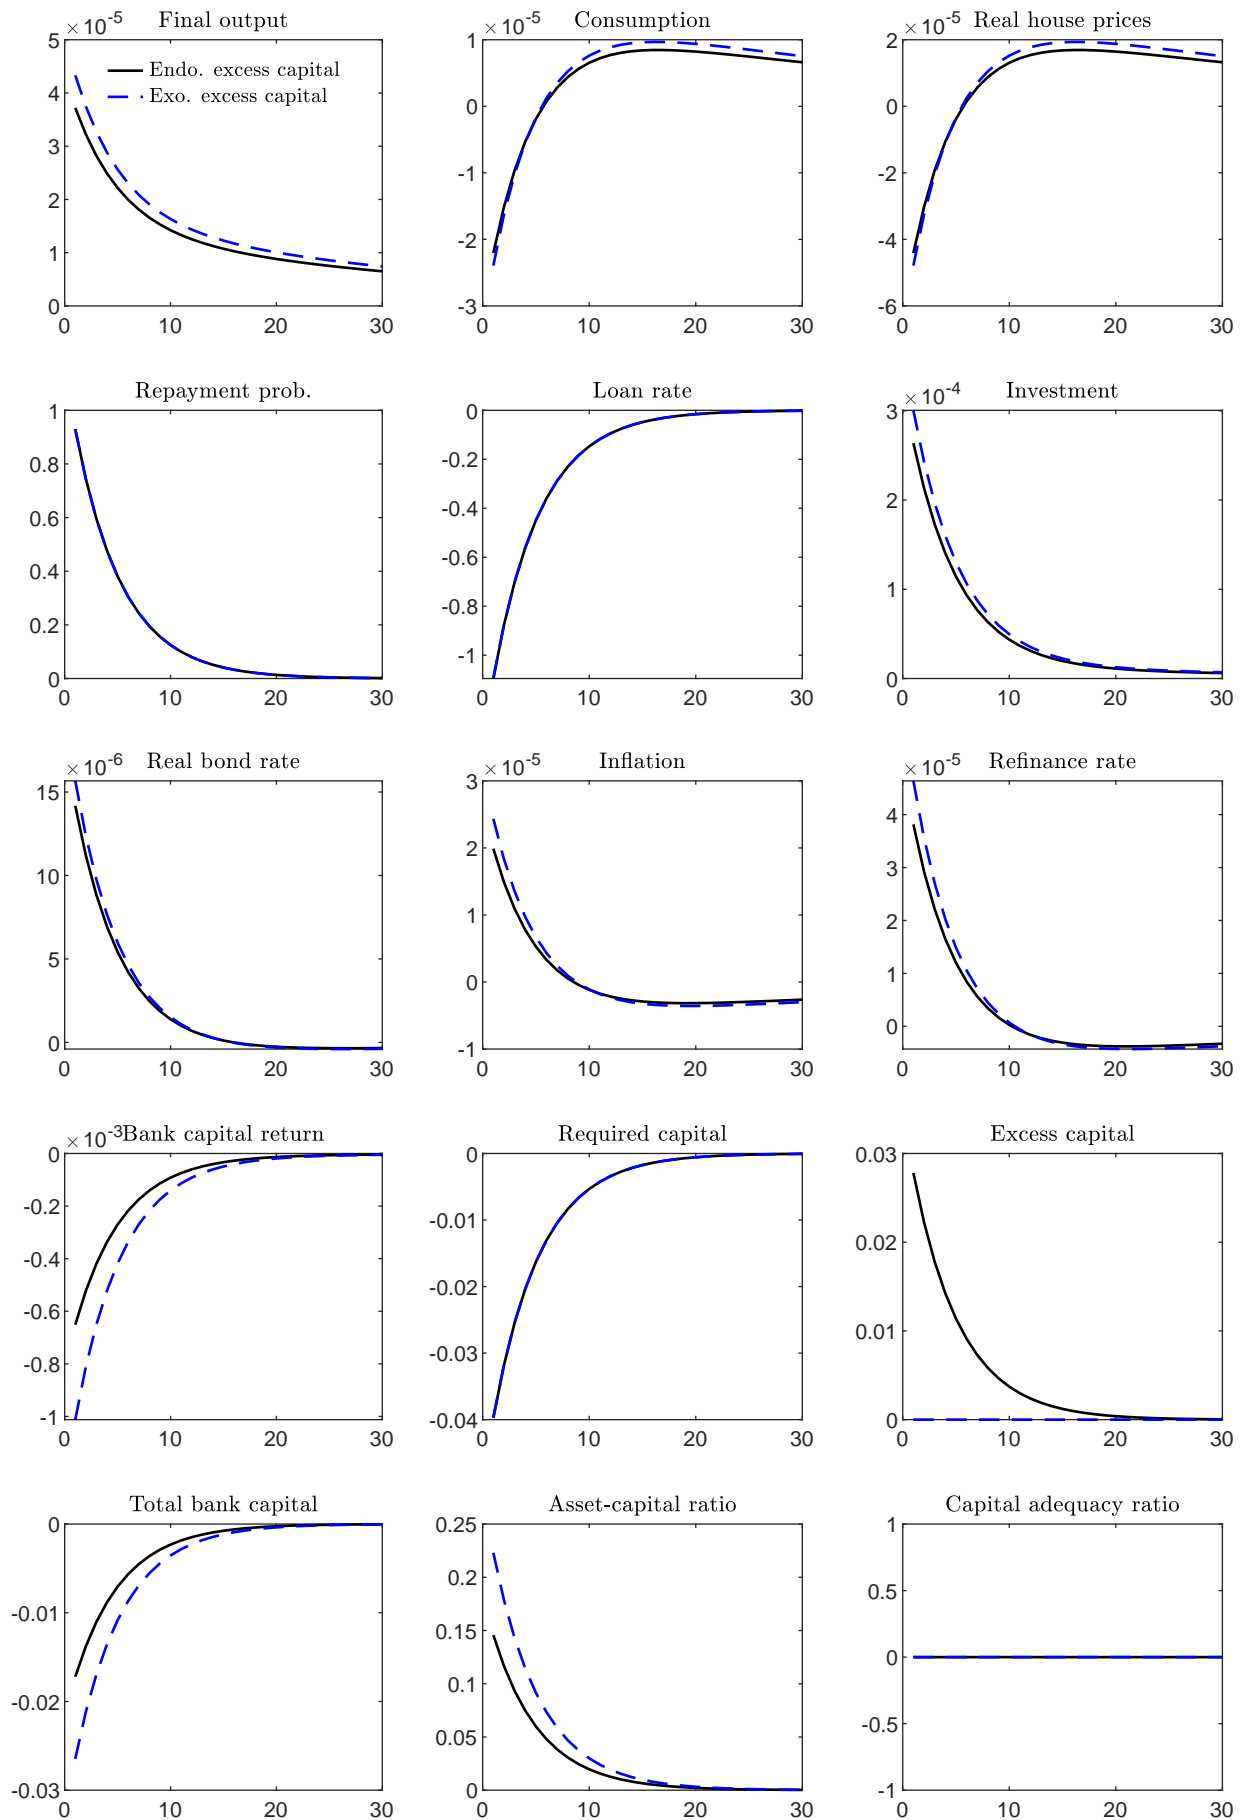 Final output
×10^-5
5
4
3
2
1
0
0 10 20 30
Endo. excess capital
Exo. excess capital
Consumption
×10^-5
1
0
-1
-2
-3
0 10 20 30
Real house prices
×10^-5
2
0
-2
-4
-6
0 10 20 30
Repayment prob.
1
0.8
0.6
0.4
0.2
0
0 10 20 30
Loan rate
0
-0.2
-0.4
-0.6
-0.8
-1
0 10 20 30
Investment
×10^-4
3
2
1
0
0 10 20 30
Real bond rate
×10^-6
15
10
5
0
0 10 20 30
Inflation
×10^-5
3
2
1
0
-1
0 10 20 30
Refinance rate
×10^-5
4
3
2
1
0
0 10 20 30
Bank capital return
×10^-3
0
-0.2
-0.4
-0.6
-0.8
-1
0 10 20 30
Required capital
0
-0.01
-0.02
-0.03
-0.04
0 10 20 30
Excess capital
0.03
0.02
0.01
0
0 10 20 30
Total bank capital
0
-0.01
-0.02
-0.03
0 10 20 30
Asset-capital ratio
0.25
0.2
0.15
0.1
0.05
0
0 10 20 30
Capital adequacy ratio
1
0.5
0
-0.5
-1
0 10 20 30